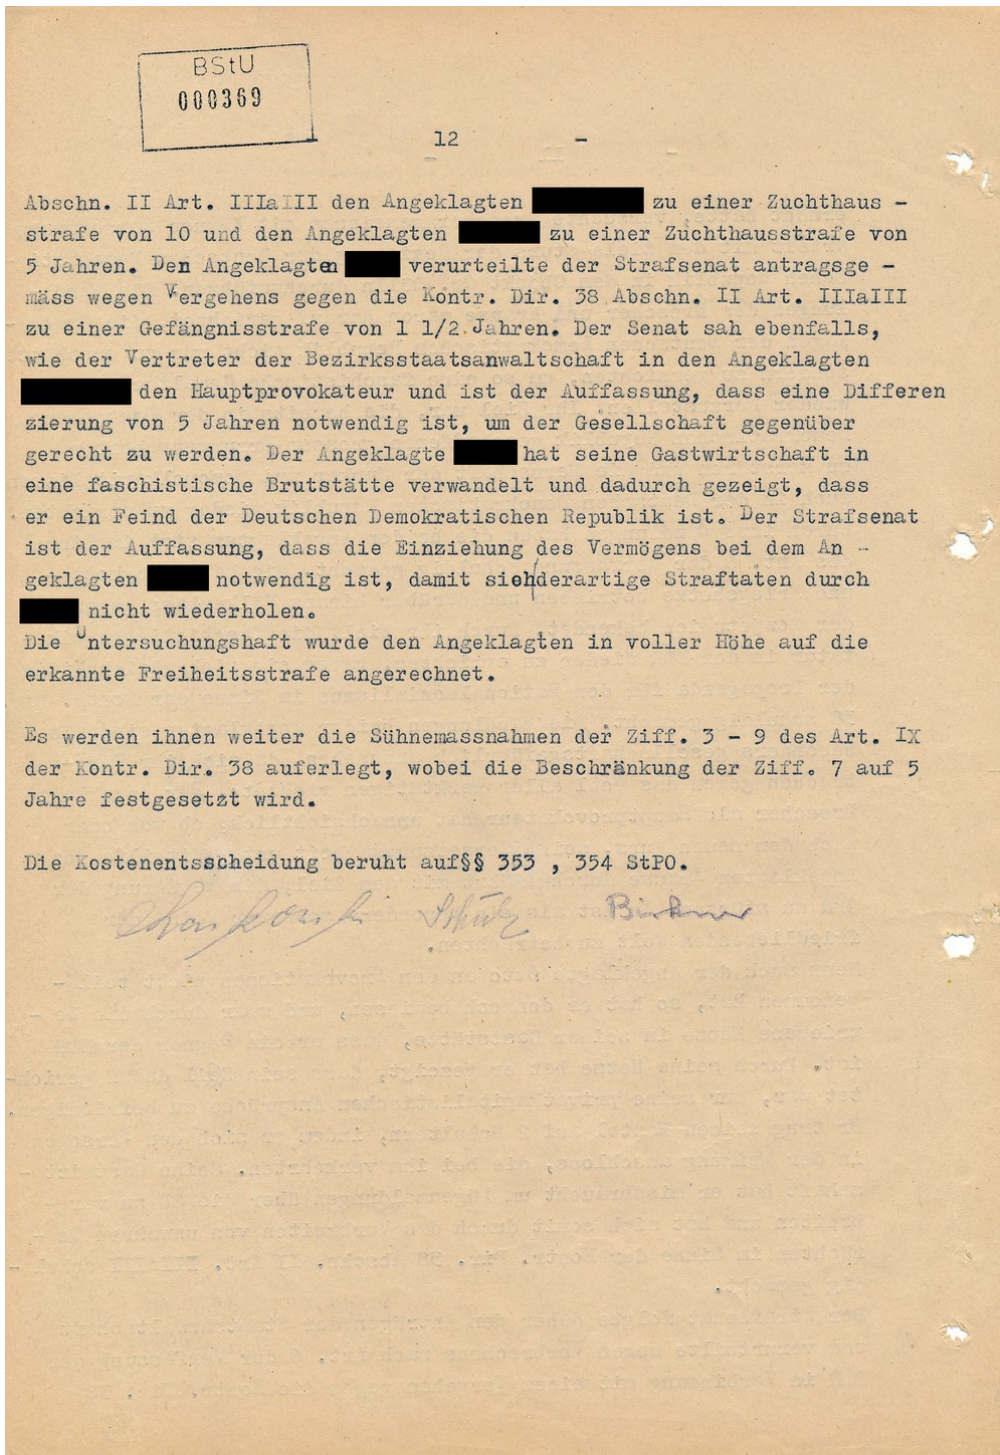 BStU
000369
12 -
Abschn. II Art. IIIaIII den Angeklagten zu einer Zuchthaus -
strafe von 10 und den Angeklagten zu einer Zuchthausstrafe von
5 Jahren. Den Angeklagten verurteilte der Strafsenat antragsge -
mäss wegen Vergehens gegen die Kontr. Dir. 38 Abschn. II Art. IIIaIII
zu einer Gefängnisstrafe von 1 1/2 Jahren. Der Senat sah ebenfalls,
wie der Vertreter der Bezirksstaatsanwaltschaft in den Angeklagten
den Hauptprovokateur und ist der Auffassung, dass eine Differen
zierung von 5 Jahren notwendig ist, um der Gesellschaft gegenüber
gerecht zu werden. Der Angeklagte hat seine Gastwirtschaft in
eine faschistische Brutstätte verwandelt und dadurch gezeigt, dass
er ein Feind der Deutschen Demokratischen Republik ist. Der Strafsenat
ist der Auffassung, dass die Einziehung des Vermögens bei dem An -
geklagten notwendig ist, damit sich derartige Straftaten durch
nicht wiederholen.
Die Untersuchungshaft wurde den Angeklagten in voller Höhe auf die
erkannte Freiheitsstrafe angerechnet.
Es werden ihnen weiter die Sühnemassnahmen der Ziff. 3 - 9 des Art. IX
der Kontr. Dir. 38 auferlegt, wobei die Beschränkung der Ziff. 7 auf 5
Jahre festgesetzt wird.
Die Kostenentsscheidung beruht auf§§ 353 , 354 StPO.
Birkner